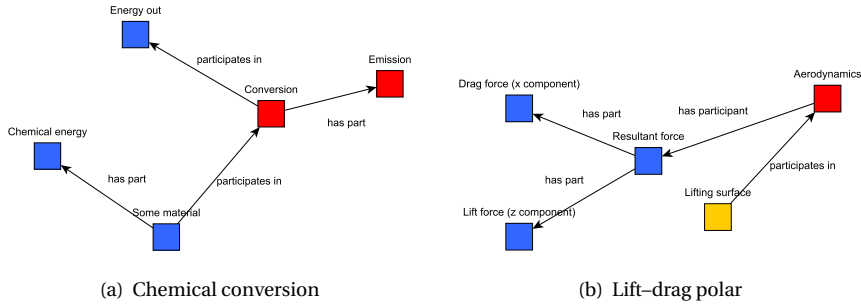 Energy out
participates in
Emission
Conversion
has part
Chemical energy
has part
participates in
Some material
(a) Chemical conversion
Aerodynamics
Drag force (x component)
has part
has participant
Resultant force
has part
participates in
Lifting surface
Lift force (z component)
(b) Lift–drag polar